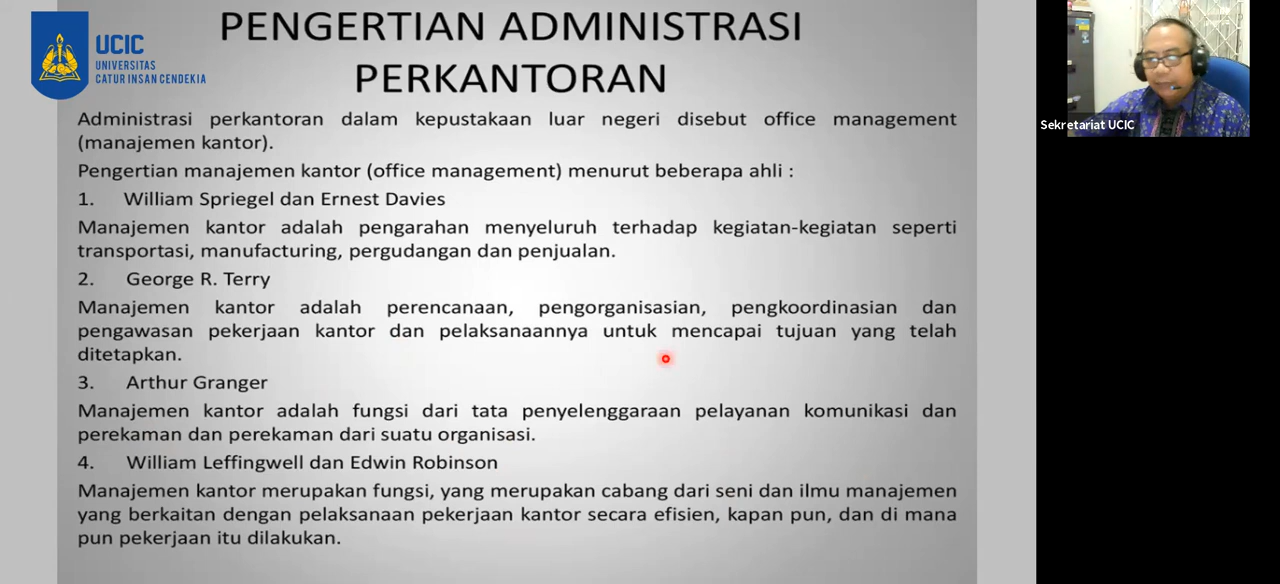 PENGERTIAN ADMINISTRASI
PERKANTORAN
UCIC
UNIVERSITAS
CATUR INSAN CENDEKIA
Administrasi perkantoran dalam kepustakaan luar negeri disebut office management
(manajemen kantor).
Pengertian manajemen kantor (office management) menurut beberapa ahli :
1. William Spriegel dan Ernest Davies
Manajemen kantor adalah pengarahan menyeluruh terhadap kegiatan-kegiatan seperti
transportasi, manufacturing, pergudangan dan penjualan.
2. George R. Terry
Manajemen kantor adalah perencanaan, pengorganisasian, pengkoordinasian dan
pengawasan pekerjaan kantor dan pelaksanaannya untuk mencapai tujuan yang telah
ditetapkan.
3. Arthur Granger
Manajemen kantor adalah fungsi dari tata penyelenggaraan pelayanan komunikasi dan
perekaman dan perekaman dari suatu organisasi.
4. William Leffingwell dan Edwin Robinson
Manajemen kantor merupakan fungsi, yang merupakan cabang dari seni dan ilmu manajemen
yang berkaitan dengan pelaksanaan pekerjaan kantor secara efisien, kapan pun, dan di mana
pun pekerjaan itu dilakukan.
Sekretariat UCIC